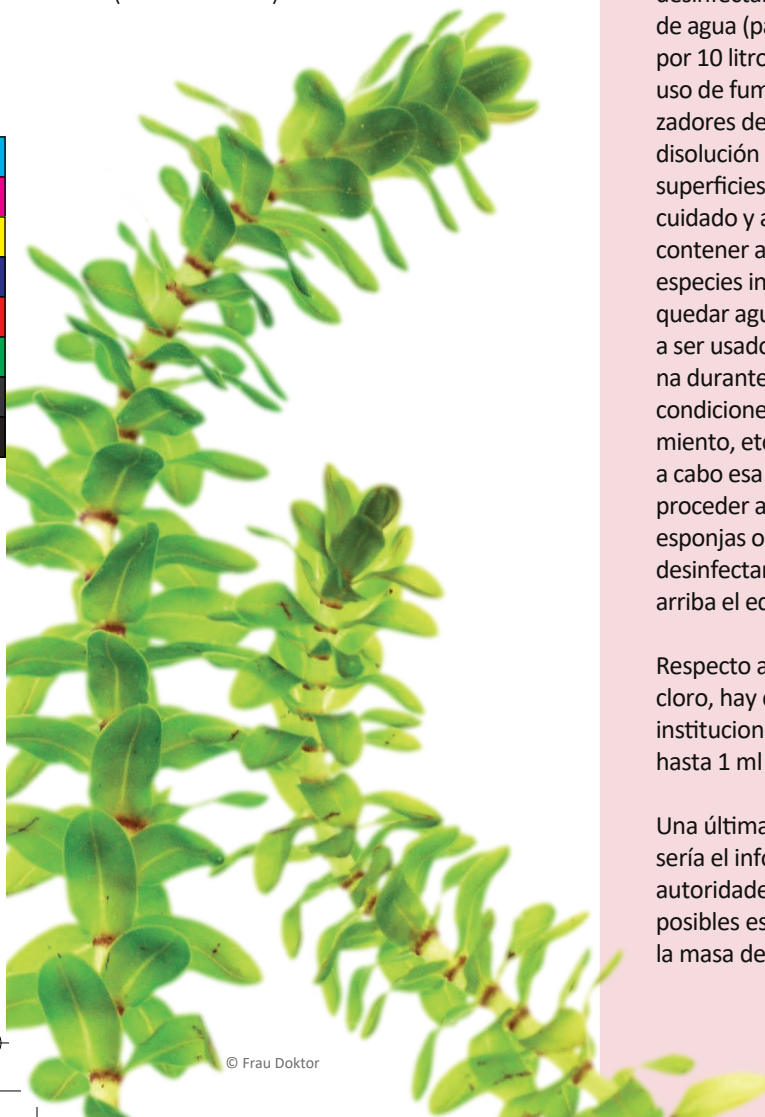 © Frau Doktor
de agua (pa
por 10 litro
uso de fum
zadores de
disolución
superficies
cuidado y a
contener a
especies in
quedar agu
a ser usado
na durante
condicione
miento, etc
a cabo esa
proceder a
esponjas o
desinfectar
arriba el ec
Respecto a
cloro, hay
institucion
hasta 1 ml
Una última
sería el info
autoridade
posibles es
la masa de